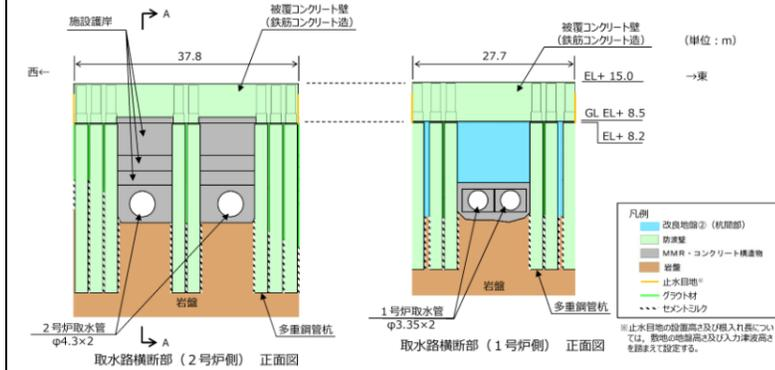 A
施設護岸
被覆コンクリート壁
(鉄筋コンクリート造)
37.8
西←
2号炉取水管
φ4.3×2
岩盤
多重鋼管杭
A
取水路横断部(2号炉側) 正面図
被覆コンクリート壁
(鉄筋コンクリート造)
(単位:m)
27.7
EL+ 15.0
→東
GL EL+ 8.5
EL+ 8.2
1号炉取水管
φ3.35×2
岩盤
多重鋼管杭
取水路横断部(1号炉側) 正面図
凡例
改良地盤②(杭間部)
防波壁
MMR・コンクリート構造物
岩盤
止水目地※
グラウト材
セメントミルク
※止水目地の設置高さ及び根入れ長につい
ては、敷地の地盤高さ及び入力津波高さ
を踏まえて設定する。